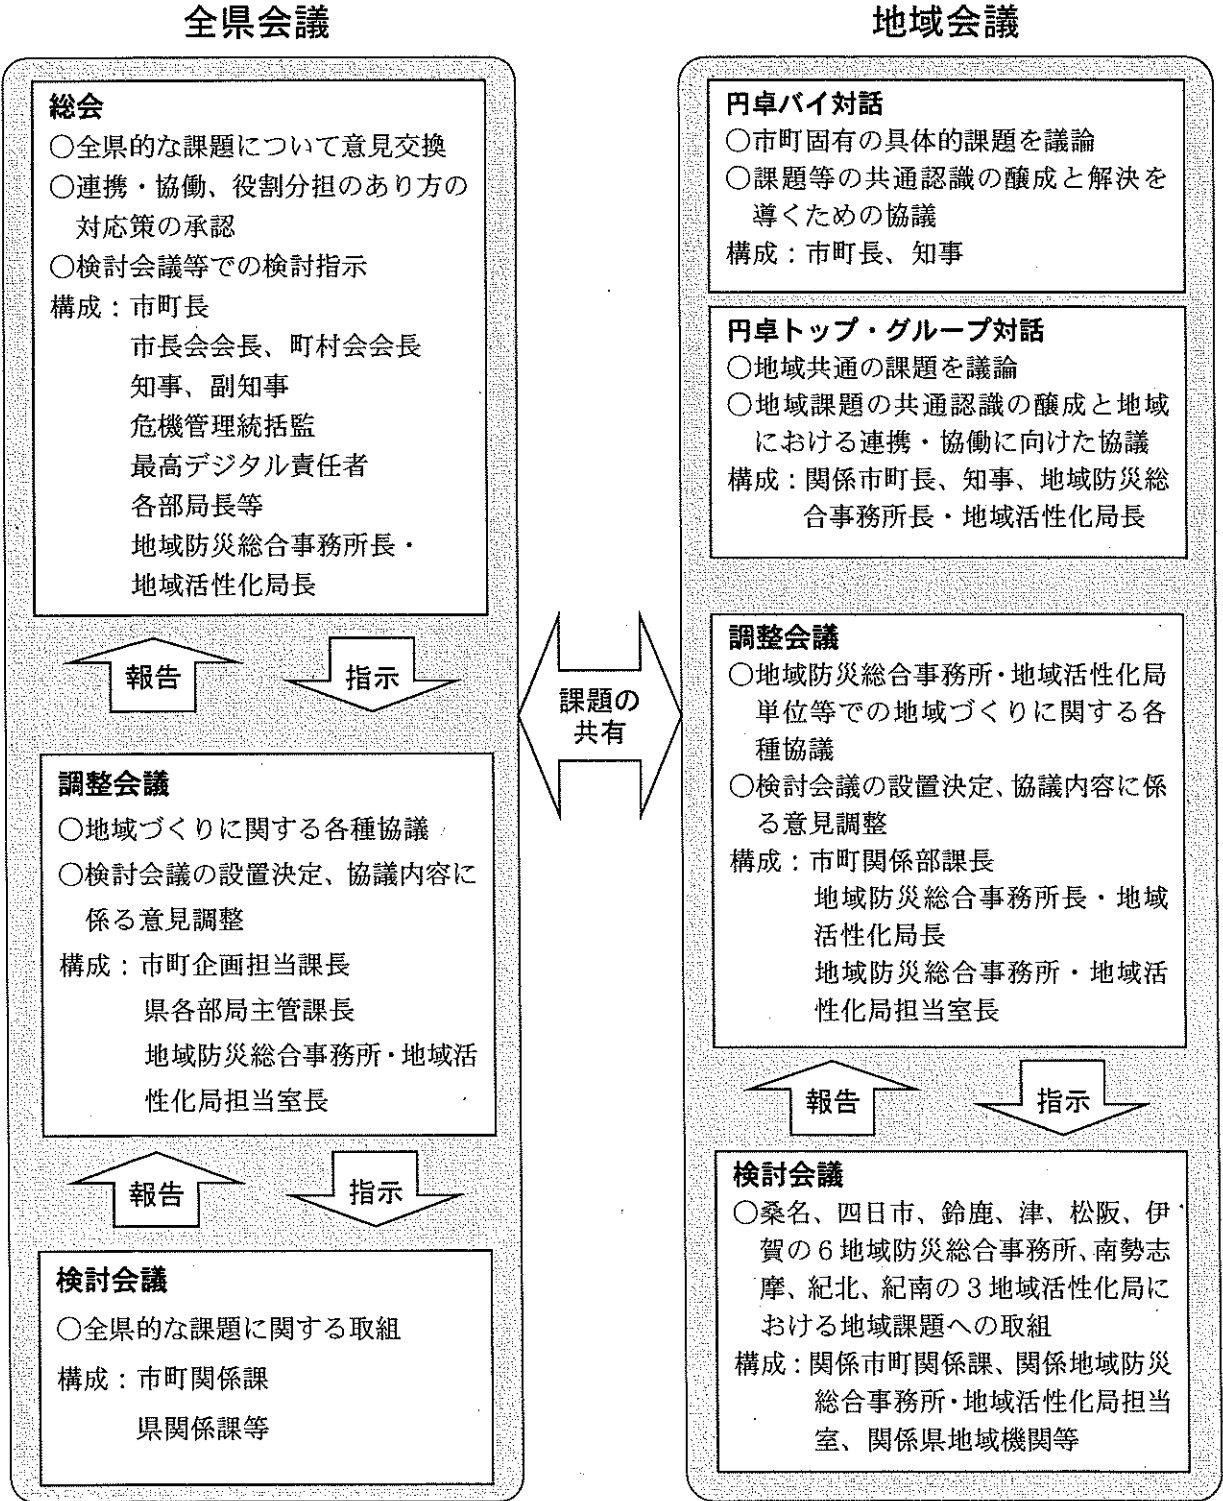 全県会議
総会
○全県的な課題について意見交換
○連携・協働、役割分担のあり方の
対応策の承認
○検討会議等での検討指示
構成：市町長
市長会会長、町村会会長
知事、副知事
危機管理統括監
最高デジタル責任者
各部局長等
地域防災総合事務所長・
地域活性化局長
報告
指示
調整会議
○地域づくりに関する各種協議
○検討会議の設置決定、協議内容に
係る意見調整
構成：市町企画担当課長
県各部局主管課長
地域防災総合事務所・地域活
性化局担当室長
報告
指示
検討会議
○全県的な課題に関する取組
構成：市町関係課
県関係課等
課題の
共有
地域会議
円卓バイ対話
○市町固有の具体的課題を議論
○課題等の共通認識の醸成と解決を
導くための協議
構成：市町長、知事
円卓トップ・グループ対話
○地域共通の課題を議論
○地域課題の共通認識の醸成と地域
における連携・協働に向けた協議
構成：関係市町長、知事、地域防災総
合事務所長・地域活性化局長
調整会議
○地域防災総合事務所・地域活性化局
単位等での地域づくりに関する各
種協議
○検討会議の設置決定、協議内容に係
る意見調整
構成：市町関係部課長
地域防災総合事務所長・地域
活性化局長
地域防災総合事務所・地域活
性化局担当室長
報告
指示
検討会議
○桑名、四日市、鈴鹿、津、松阪、伊
賀の６地域防災総合事務所、南勢志
摩、紀北、紀南の３地域活性化局に
おける地域課題への取組
構成：関係市町関係課、関係地域防災
総合事務所・地域活性化局担当
室、関係県地域機関等